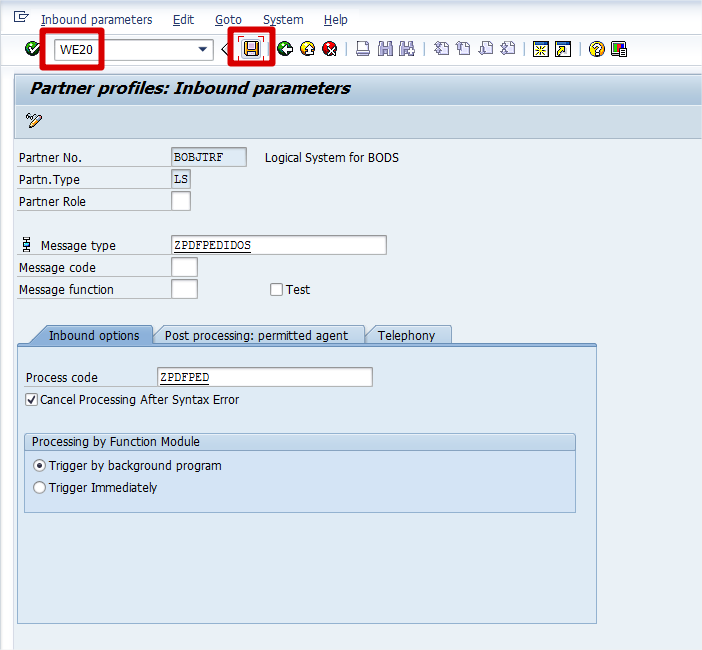 Inbound parameters Edit Goto System Help
WE20
Partner profiles: Inbound parameters
Partner No. BOBJTRF Logical System for BODS
Partn.Type LS
Partner Role
Message type ZPDFPEDIDOS
Message code
Message function Test
Inbound options Post processing: permitted agent Telephony
Process code ZPDFPED
Cancel Processing After Syntax Error
Processing by Function Module
Trigger by background program
Trigger Immediately